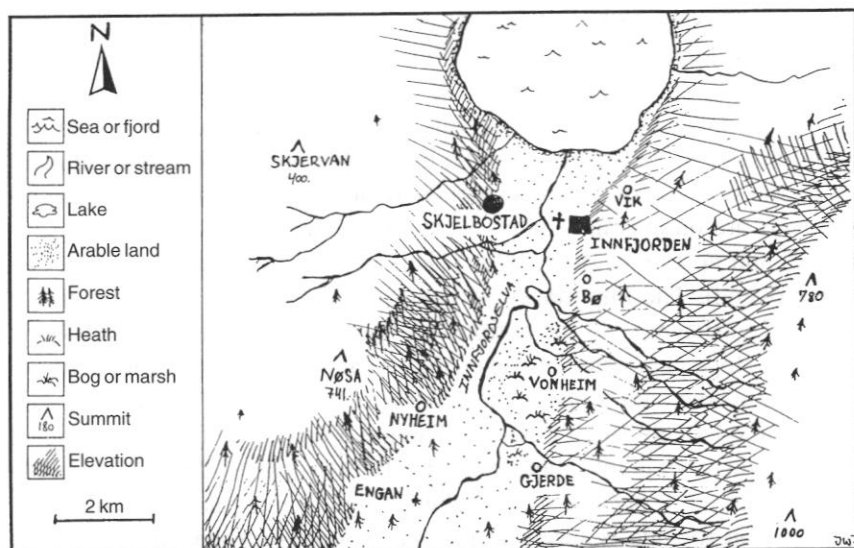 N
Sea or fjord
River or stream
Lake
Arable land
Forest
Heath
Bog or marsh
180
Summit
Elevation
2 km
SKJERVAN
400.
SKJELBOSTAD
VIK
INNFJORDEN
BØ
780
INNFJORDELVA
NØSA
741.
VONHEIM
NYHEIM
GJERDE
ENGAN
1000
JW